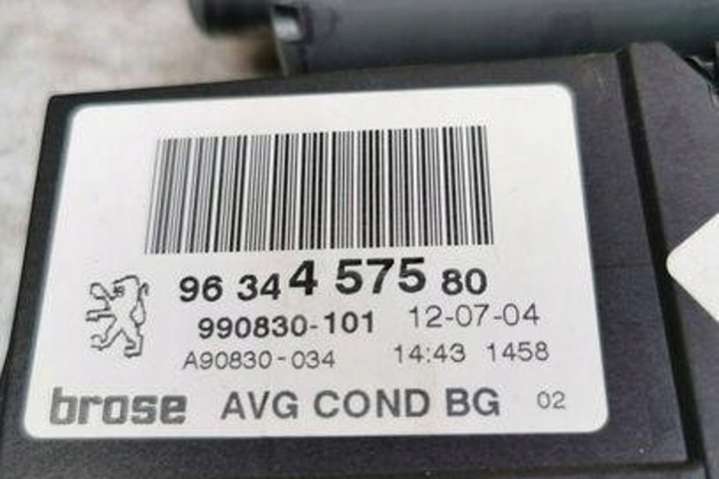 96 34 4 575 80
990830-101 12-07-04
A90830-034 14:43 1458
brose AVG COND BG 02